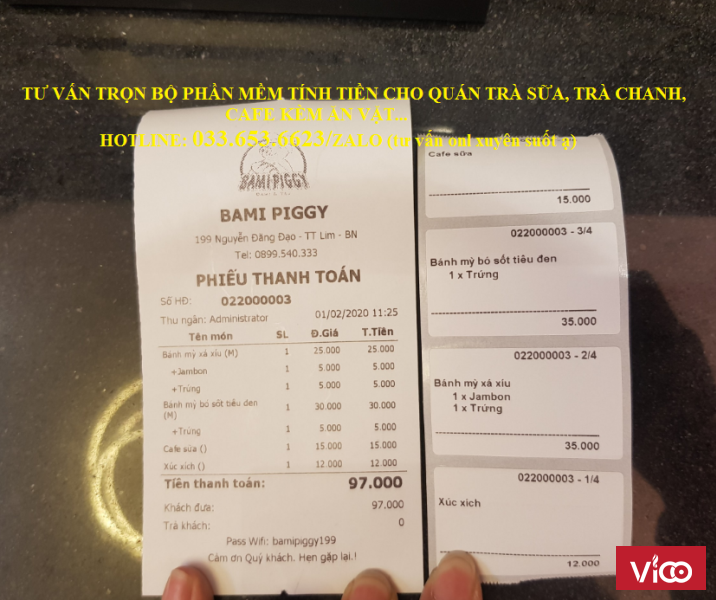 TƯ VẤN TRỌN BỘ PHẦN MỀM TÍNH TIỀN CHO QUÁN TRÀ SỮA, TRÀ CHANH,
CAFE KÈM ĂN VẶT...
HOTLINE: 033.653.6623/ZALO (tư vấn onl xuyên suốt ạ)
BAMI PIGGY
BAMI PIGGY
199 Nguyễn Đăng Đạo - TT Lim - BN
Tel: 0899.540.333
PHIẾU THANH TOÁN
Số HĐ: 022000003
01/02/2020 11:25
Thu ngân: Administrator
Tên món SL Đ.Giá T.Tiền
Bánh mỳ xá xíu (M) 1 25.000 25.000
+Jambon 1 5.000 5.000
+Trứng 1 5.000 5.000
Bánh mỳ bó sốt tiêu đen 1 30.000 30.000
(M)
+Trứng 1 5.000 5.000
Cafe sữa () 1 15.000 15.000
Xúc xích () 1 12.000 12.000
Tiền thanh toán: 97.000
Khách đưa: 97.000
Trả khách: 0
Pass Wifi: bamipiggy199
Cảm ơn Quý khách. Hẹn gặp lại.!
Cafe sữa
15.000
022000003 - 3/4
Bánh mỳ bó sốt tiêu đen
1 x Trứng
35.000
022000003 - 2/4
Bánh mỳ xá xíu
1 x Jambon
1 x Trứng
35.000
022000003 - 1/4
Xúc xích
12.000
ViCO